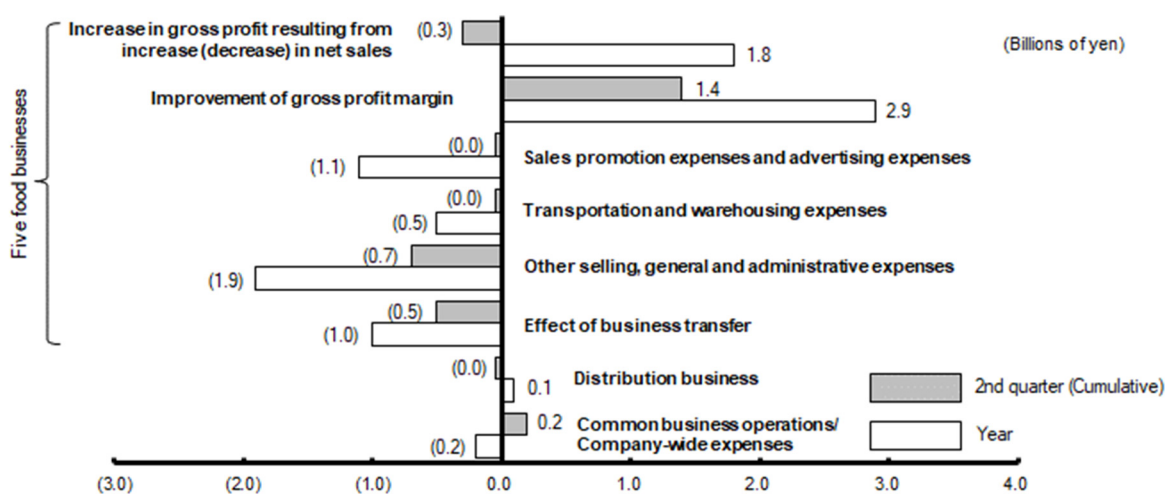 Five food businesses
Increase in gross profit resulting from
increase (decrease) in net sales
(0.3)
1.8
(Billions of yen)
Improvement of gross profit margin
1.4
2.9
(0.0)
(1.1)
Sales promotion expenses and advertising expenses
(0.0)
(0.5)
Transportation and warehousing expenses
(0.7)
(1.9)
Other selling, general and administrative expenses
(0.5)
(1.0)
Effect of business transfer
(0.0)
0.1
Distribution business
0.2
(0.2)
Common business operations/
Company-wide expenses
2nd quarter (Cumulative)
Year
(3.0) (2.0) (1.0) 0.0 1.0 2.0 3.0 4.0